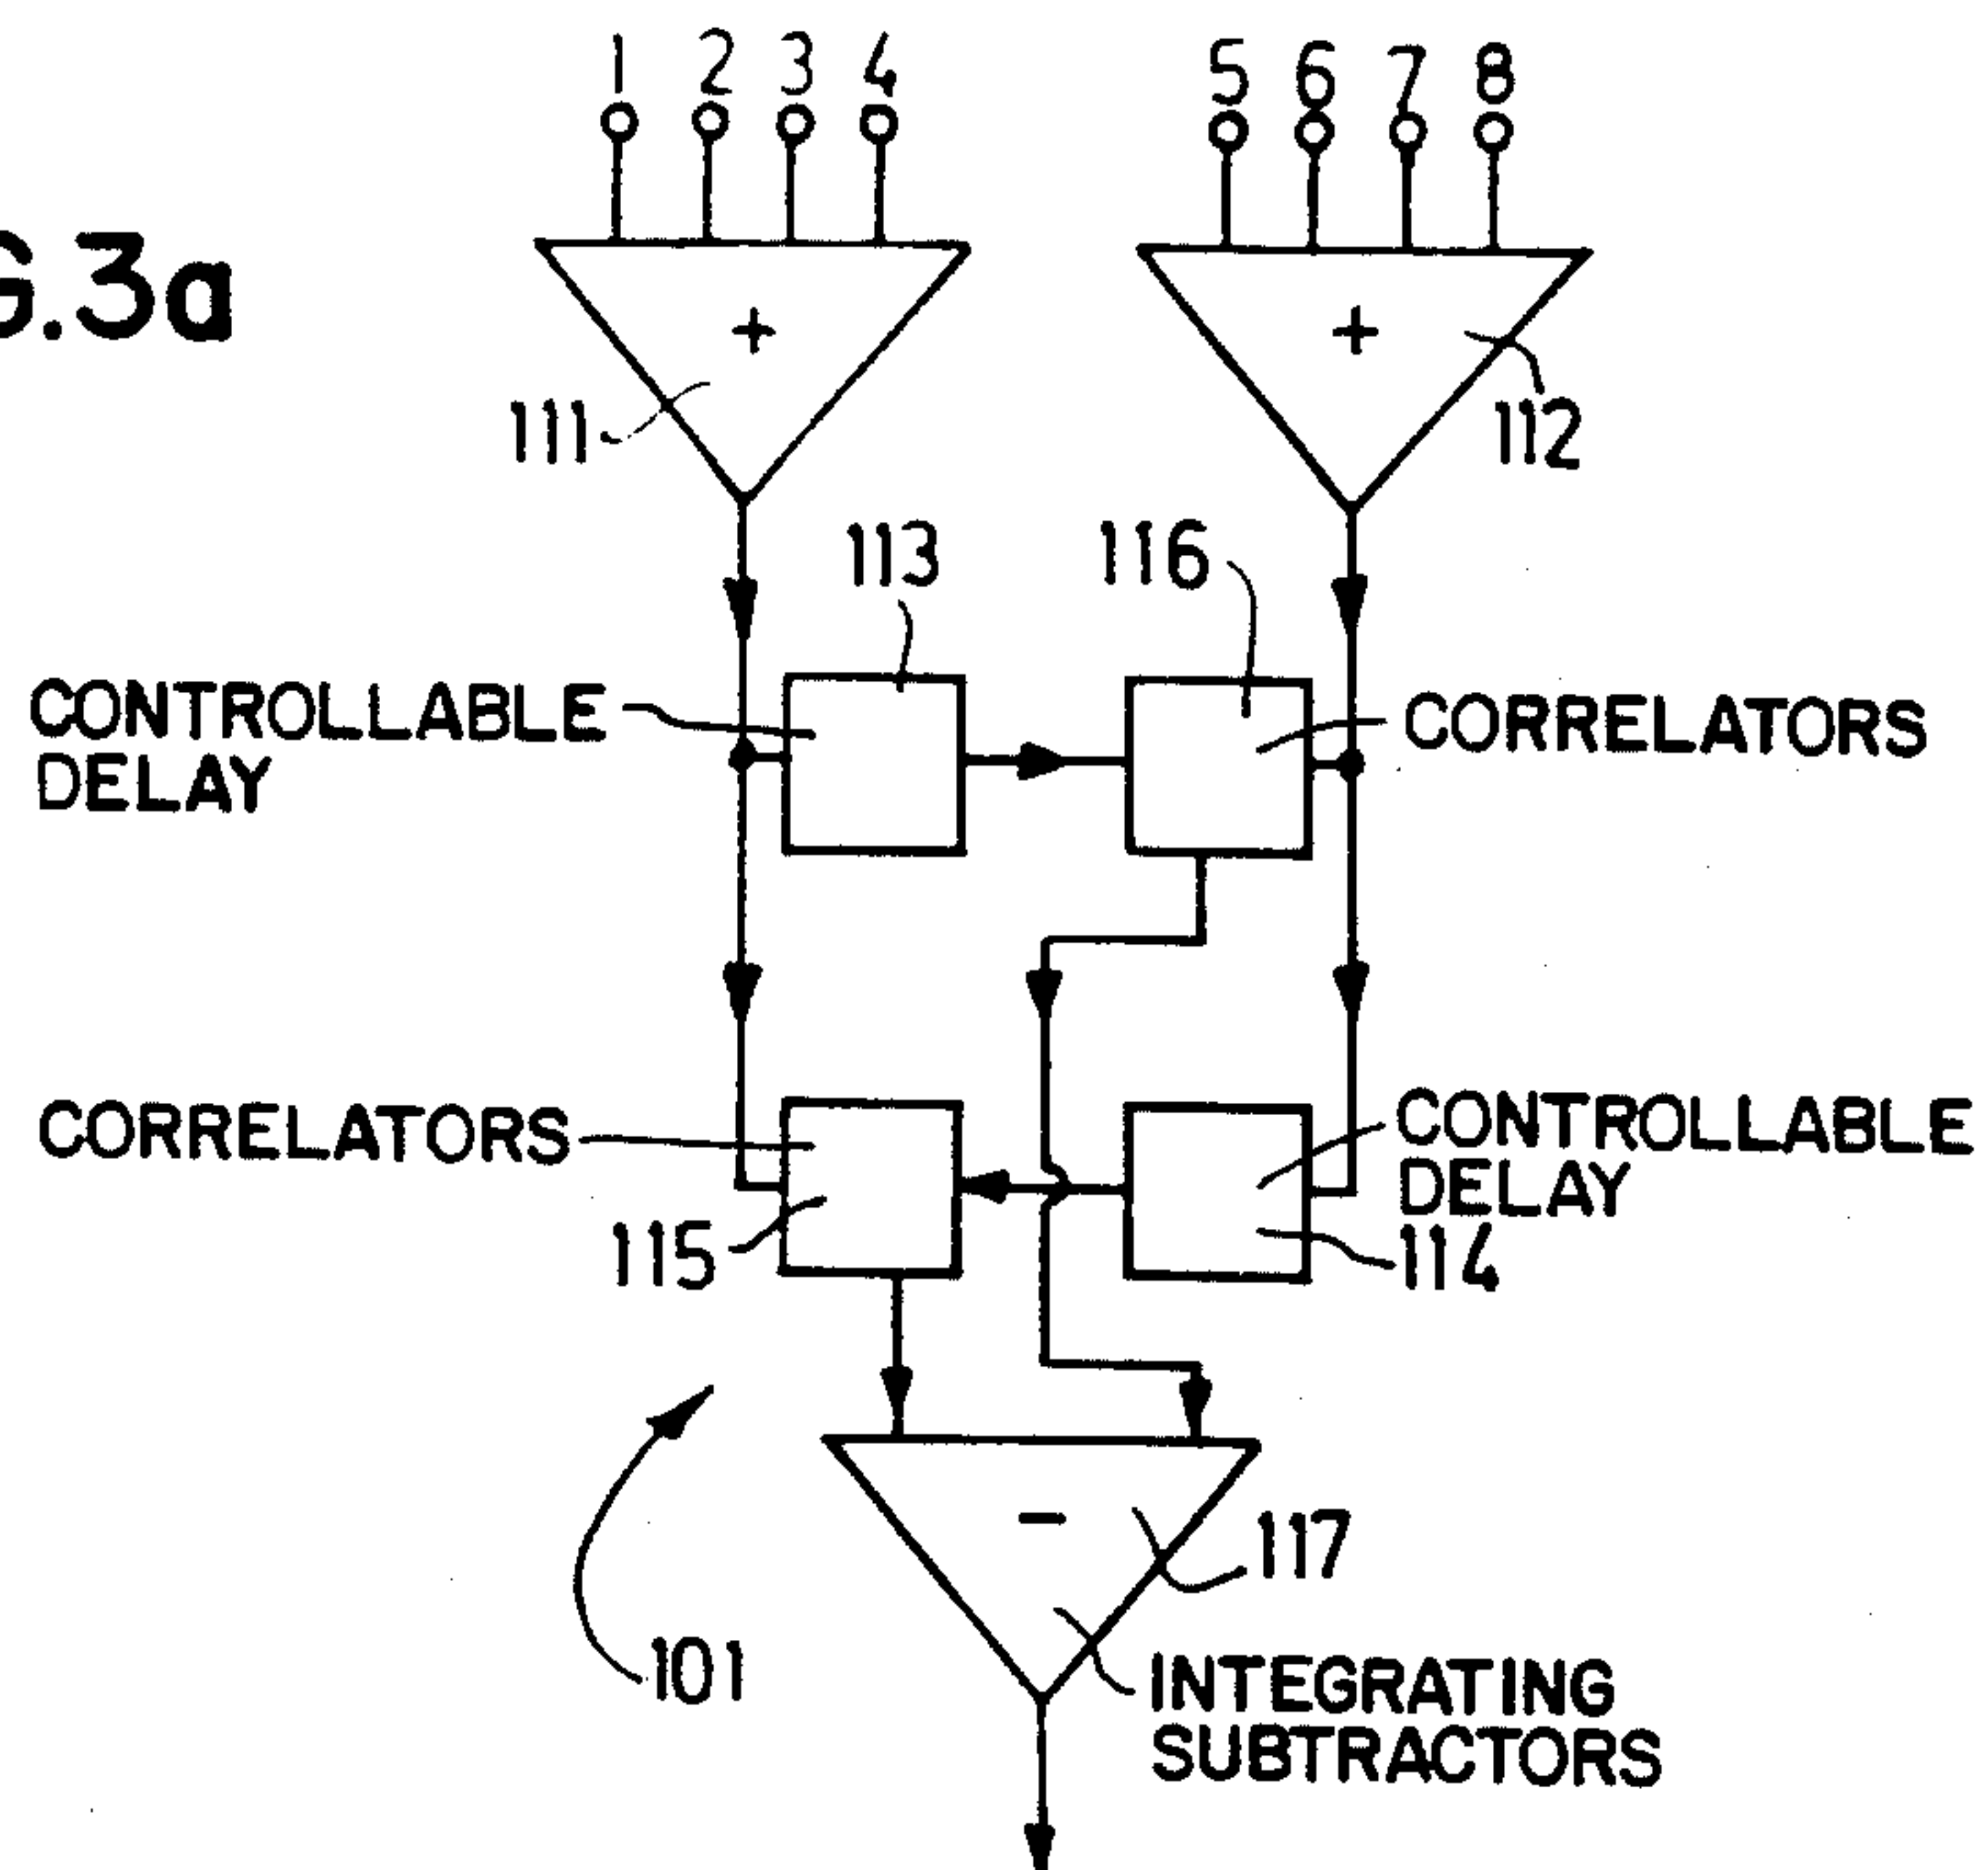 1 2 3 4 5 6 7 8
G.3a
+ +
111 112
113 116
CONTROLLABLE
DELAY
CORRELATORS
CORRELATORS
CONTROLLABLE
DELAY
115 114
-
117
101
INTEGRATING
SUBTRACTORS